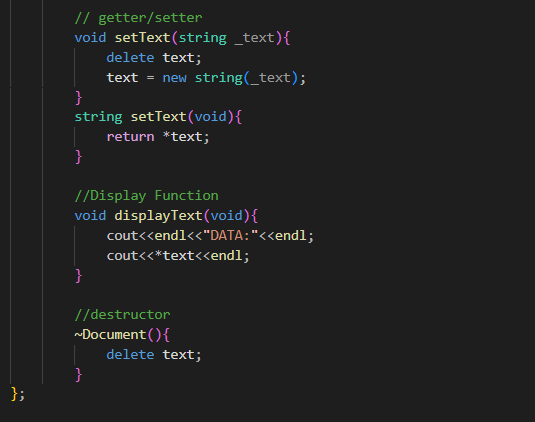 // getter/setter
void setText(string _text){
delete text;
text = new string(_text);
}
string setText(void){
return *text;
}
//Display Function
void displayText(void){
cout<<endl<<"DATA:"<<endl;
cout<<*text<<endl;
}
//destructor
~Document(){
delete text;
}
};